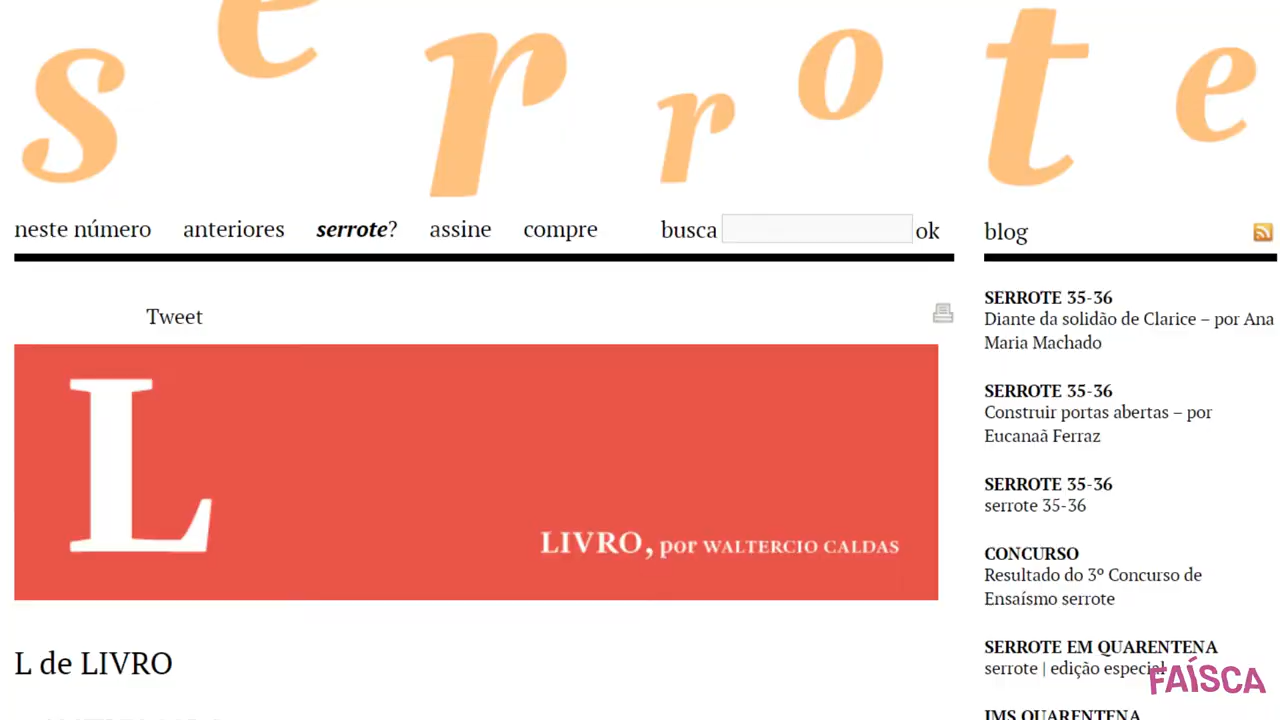 serrote
neste número anteriores serrote? assine compre busca ok blog
Tweet
L
LIVRO, por WALTERCIO CALDAS
L de LIVRO
SERROTE 35-36
Diante da solidão de Clarice – por Ana
Maria Machado
SERROTE 35-36
Construir portas abertas – por
Eucanaã Ferraz
SERROTE 35-36
serrote 35-36
CONCURSO
Resultado do 3º Concurso de
Ensaísmo serrote
SERROTE EM QUARENTENA
serrote | edição especial
IMS QUARENTENA
FAÍSCA